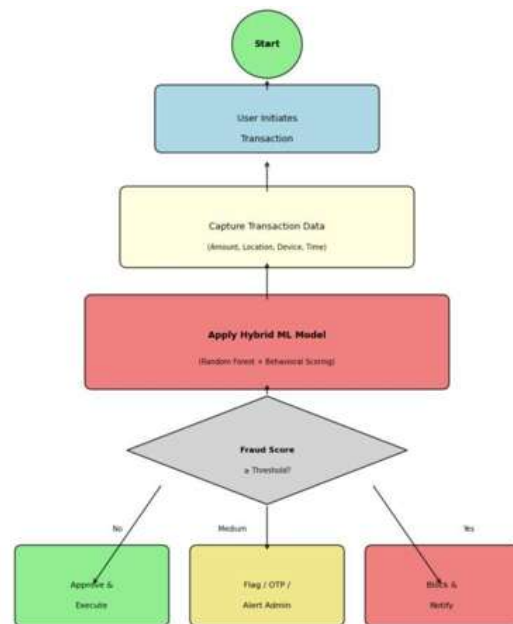 Start
User Initiates
Transaction
Capture Transaction Data
(Amount, Location, Device, Time)
Apply Hybrid ML Model
(Random Forest + Behavioral Scoring)
Fraud Score
≥ Threshold?
No
Medium
Yes
Approve &
Execute
Flag / OTP /
Alert Admin
Block &
Notify